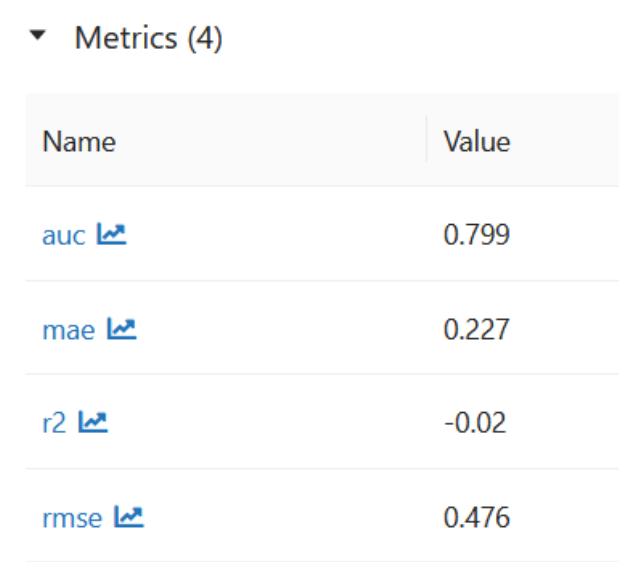 Metrics (4)
Name Value
auc 0.799
mae 0.227
r2 -0.02
rmse 0.476